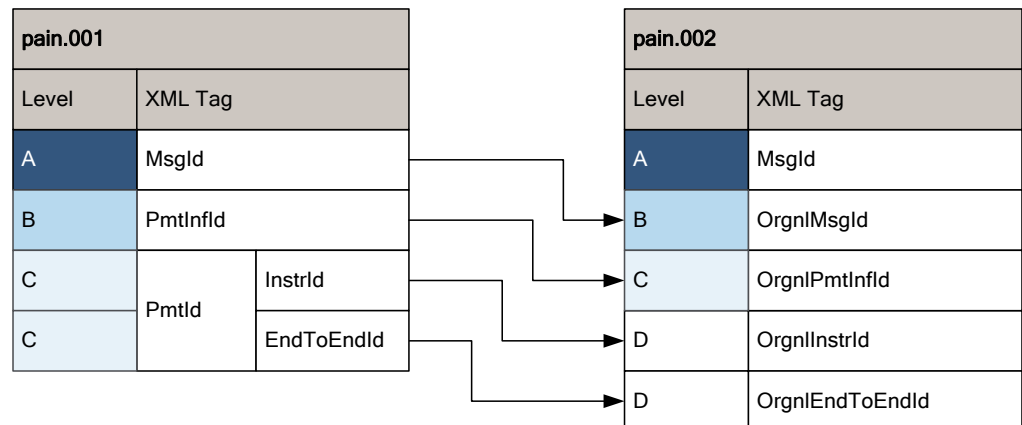 pain.001
Level XML Tag
A MsgId
B PmtInfId
C PmtId InstrId
C EndToEndId
pain.002
Level XML Tag
A MsgId
B OrgnlMsgId
C OrgnlPmtInfId
D OrgnlInstrId
D OrgnlEndToEndId